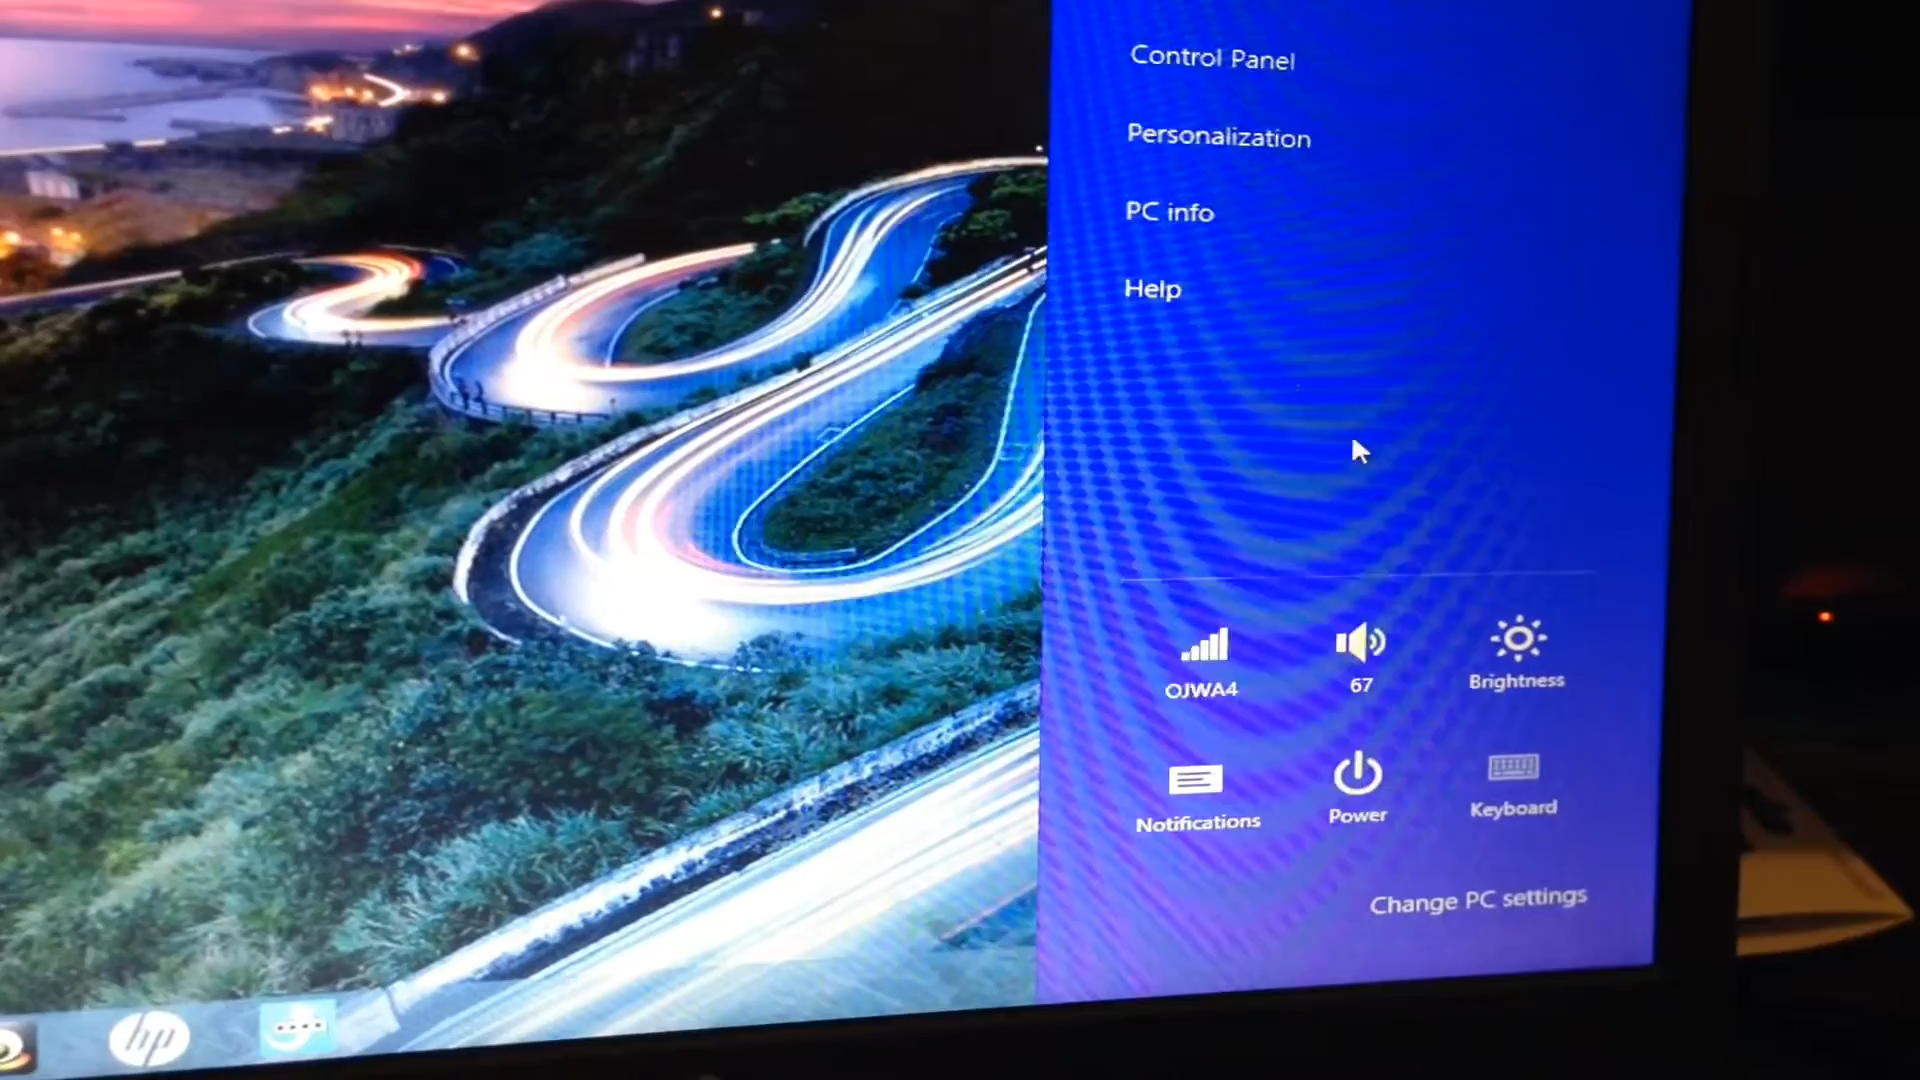 Control Panel
Personalization
PC info
Help
OJWA4
67
Brightness
Notifications
Power
Keyboard
Change PC settings
hp